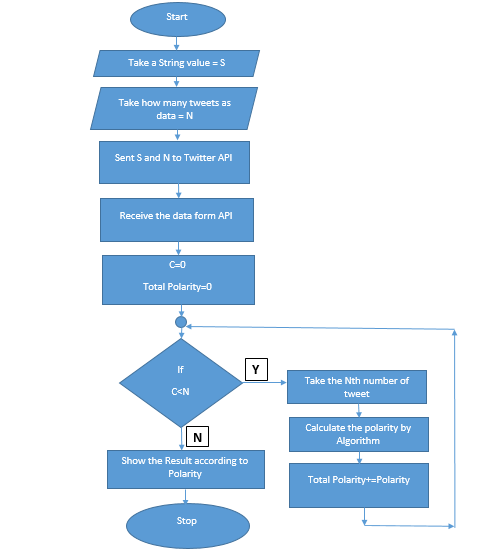 Start
Take a String value = S
Take how many tweets as
data = N
Sent S and N to Twitter API
Receive the data form API
C=0
Total Polarity=0
If
C<N
Y
Take the Nth number of
tweet
Calculate the polarity by
Algorithm
Total Polarity+=Polarity
N
Show the Result according to
Polarity
Stop